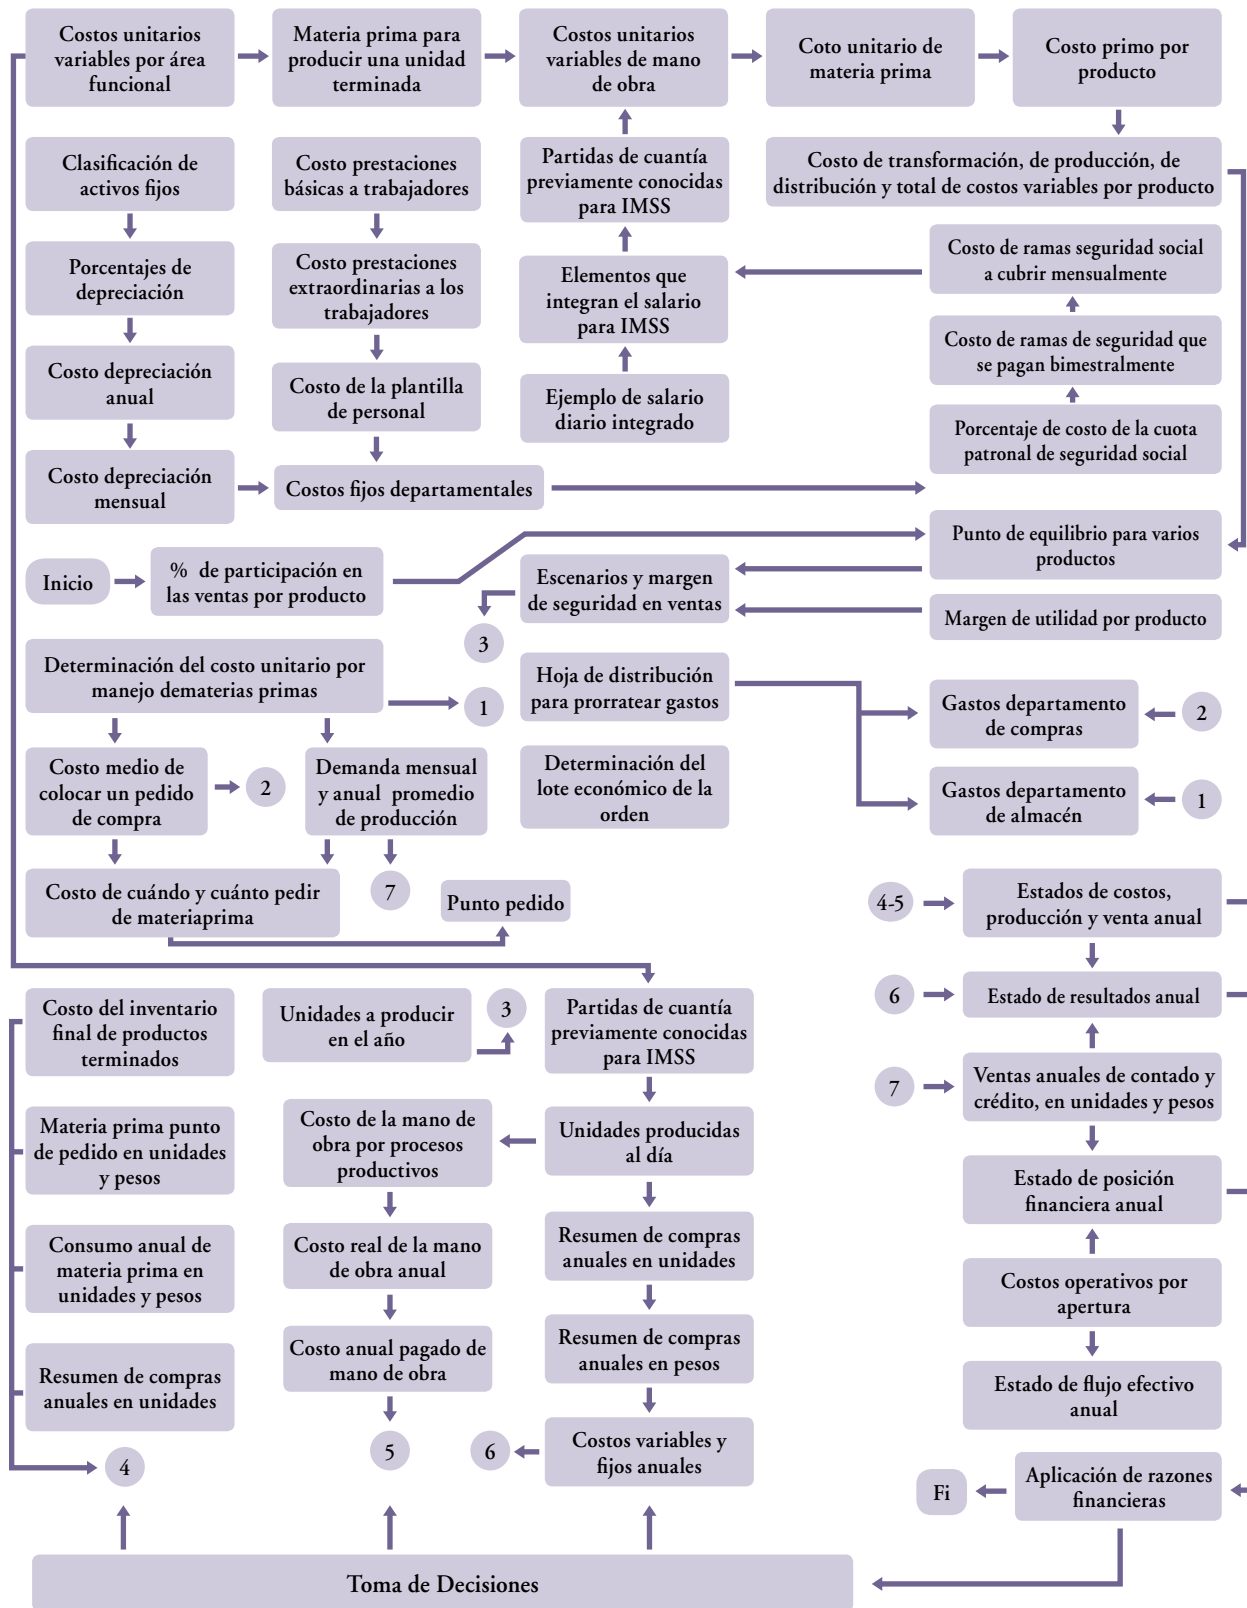 Costos unitarios
variables por área
funcional
Materia prima para
producir una unidad
terminada
Costos unitarios
variables de mano
de obra
Coto unitario de
materia prima
Costo primo por
producto
Clasificación de
activos fijos
Costo prestaciones
básicas a trabajadores
Partidas de cuantía
previamente conocidas
para IMSS
Costo de transformación, de producción, de
distribución y total de costos variables por producto
Porcentajes de
depreciación
Costo prestaciones
extraordinarias a los
trabajadores
Elementos que
integran el salario
para IMSS
Costo de ramas seguridad social
a cubrir mensualmente
Costo de ramas de seguridad que
se pagan bimestralmente
Costo depreciación
anual
Costo de la plantilla
de personal
Ejemplo de salario
diario integrado
Porcentaje de costo de la cuota
patronal de seguridad social
Costo depreciación
mensual
Costos fijos departamentales
Punto de equilibrio para varios
productos
Inicio
% de participación en
las ventas por producto
Escenarios y margen
de seguridad en ventas
Margen de utilidad por producto
3
Determinación del costo unitario por
manejo dematerias primas
1
Hoja de distribución
para prorratear gastos
Gastos departamento
de compras
2
Costo medio de
colocar un pedido
de compra
2
Demanda mensual
y anual promedio
de producción
Determinación del
lote económico de la
orden
Gastos departamento
de almacén
1
Costo de cuándo y cuánto pedir
de materiaprima
7
Punto pedido
4-5
Estados de costos,
producción y venta anual
Costo del inventario
final de productos
terminados
Unidades a producir
en el año
3
Partidas de cuantía
previamente conocidas
para IMSS
6
Estado de resultados anual
7
Ventas anuales de contado y
crédito, en unidades y pesos
Materia prima punto
de pedido en unidades
y pesos
Costo de la mano de
obra por procesos
productivos
Unidades producidas
al día
Estado de posición
financiera anual
Consumo anual de
materia prima en
unidades y pesos
Costo real de la mano
de obra anual
Resumen de compras
anuales en unidades
Costos operativos por
apertura
Resumen de compras
anuales en unidades
Costo anual pagado de
mano de obra
Resumen de compras
anuales en pesos
Estado de flujo efectivo
anual
4
5
6
Costos variables y
fijos anuales
Fi
Aplicación de razones
financieras
Toma de Decisiones